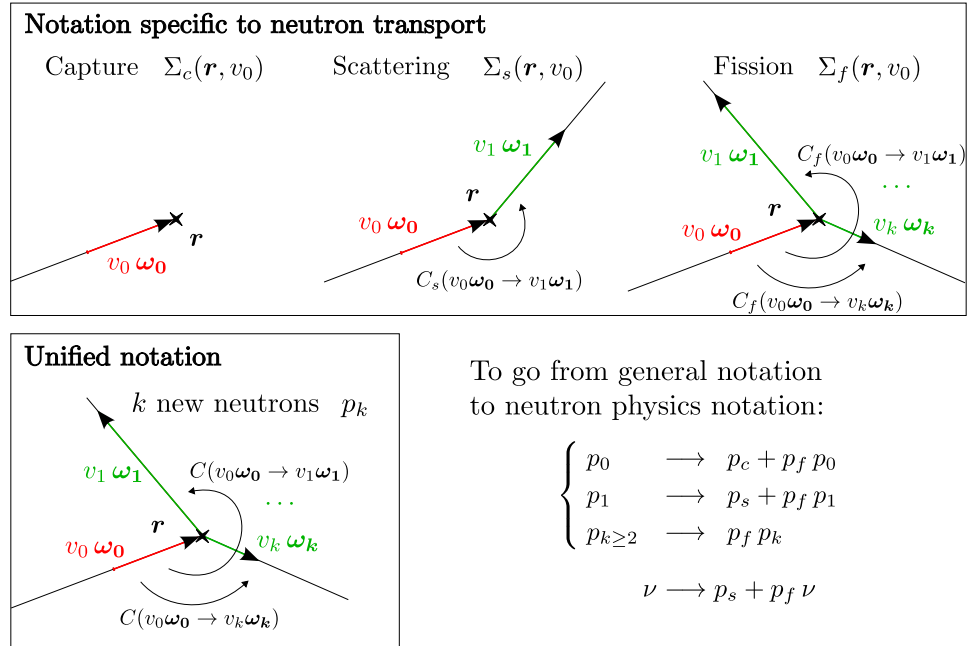 Notation specific to neutron transport
Capture Σ_c(r, v_0)
Scattering Σ_s(r, v_0)
Fission Σ_f(r, v_0)
v_0 ω_0
r
v_1 ω_1
r
v_0 ω_0
C_s(v_0ω_0 → v_1ω_1)
C_f(v_0ω_0 → v_1ω_1)
v_1 ω_1
...
r
v_k ω_k
v_0 ω_0
C_f(v_0ω_0 → v_kω_k)
Unified notation
k new neutrons p_k
v_1 ω_1
C(v_0ω_0 → v_1ω_1)
...
r
v_0 ω_0
v_k ω_k
C(v_0ω_0 → v_kω_k)
To go from general notation
to neutron physics notation:
p_0 ⟶ p_c + p_f p_0
p_1 ⟶ p_s + p_f p_1
p_{k≥2} ⟶ p_f p_k
ν ⟶ p_s + p_f ν